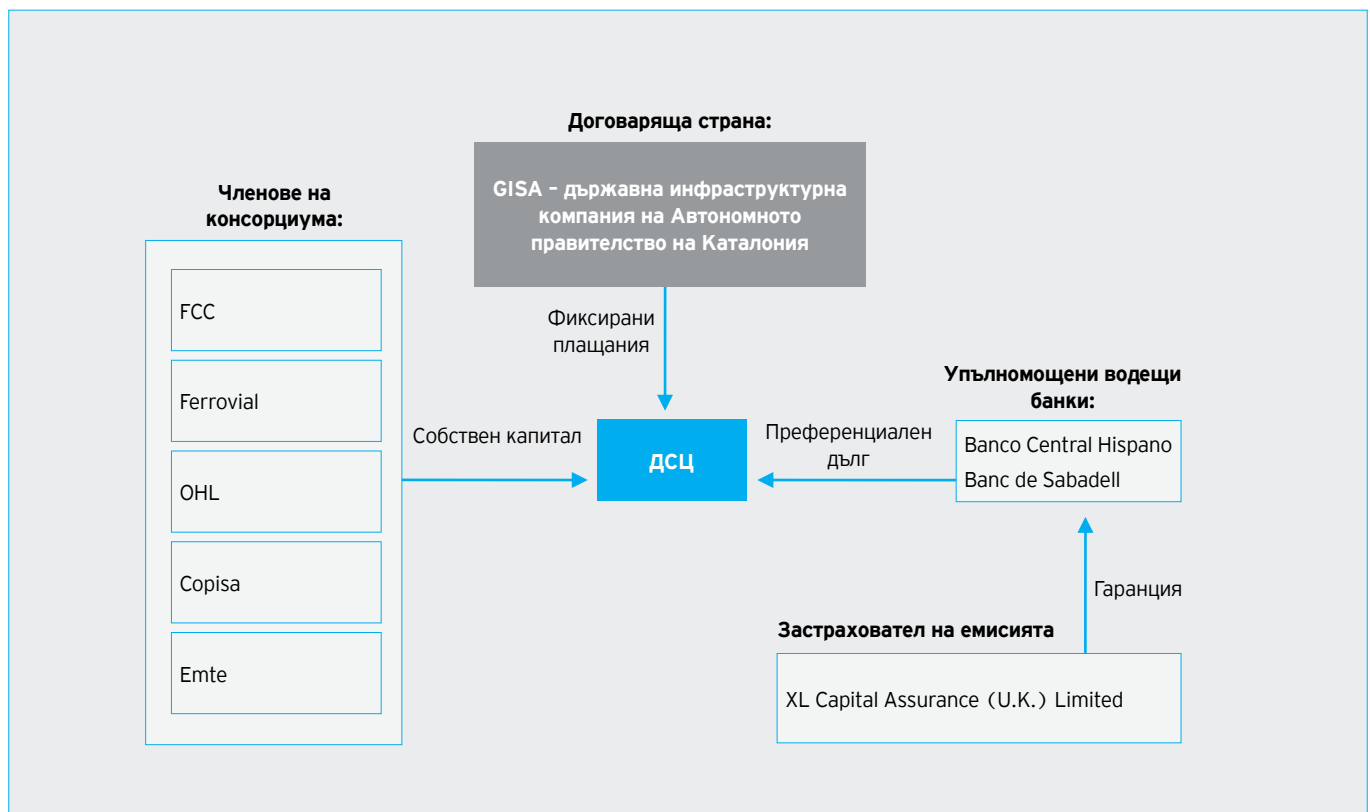 Договаряща страна:
GISA – държавна инфраструктурна
компания на Автономното
правителство на Каталония
Членове на
консорциума:
FCC
Ferrovial
OHL
Copisa
Emte
Фиксирани
плащания
Собствен капитал
ДСЦ
Преференциален
дълг
Упълномощени водещи
банки:
Banco Central Hispano
Banc de Sabadell
Гаранция
Застраховател на емисията
XL Capital Assurance (U.K.) Limited